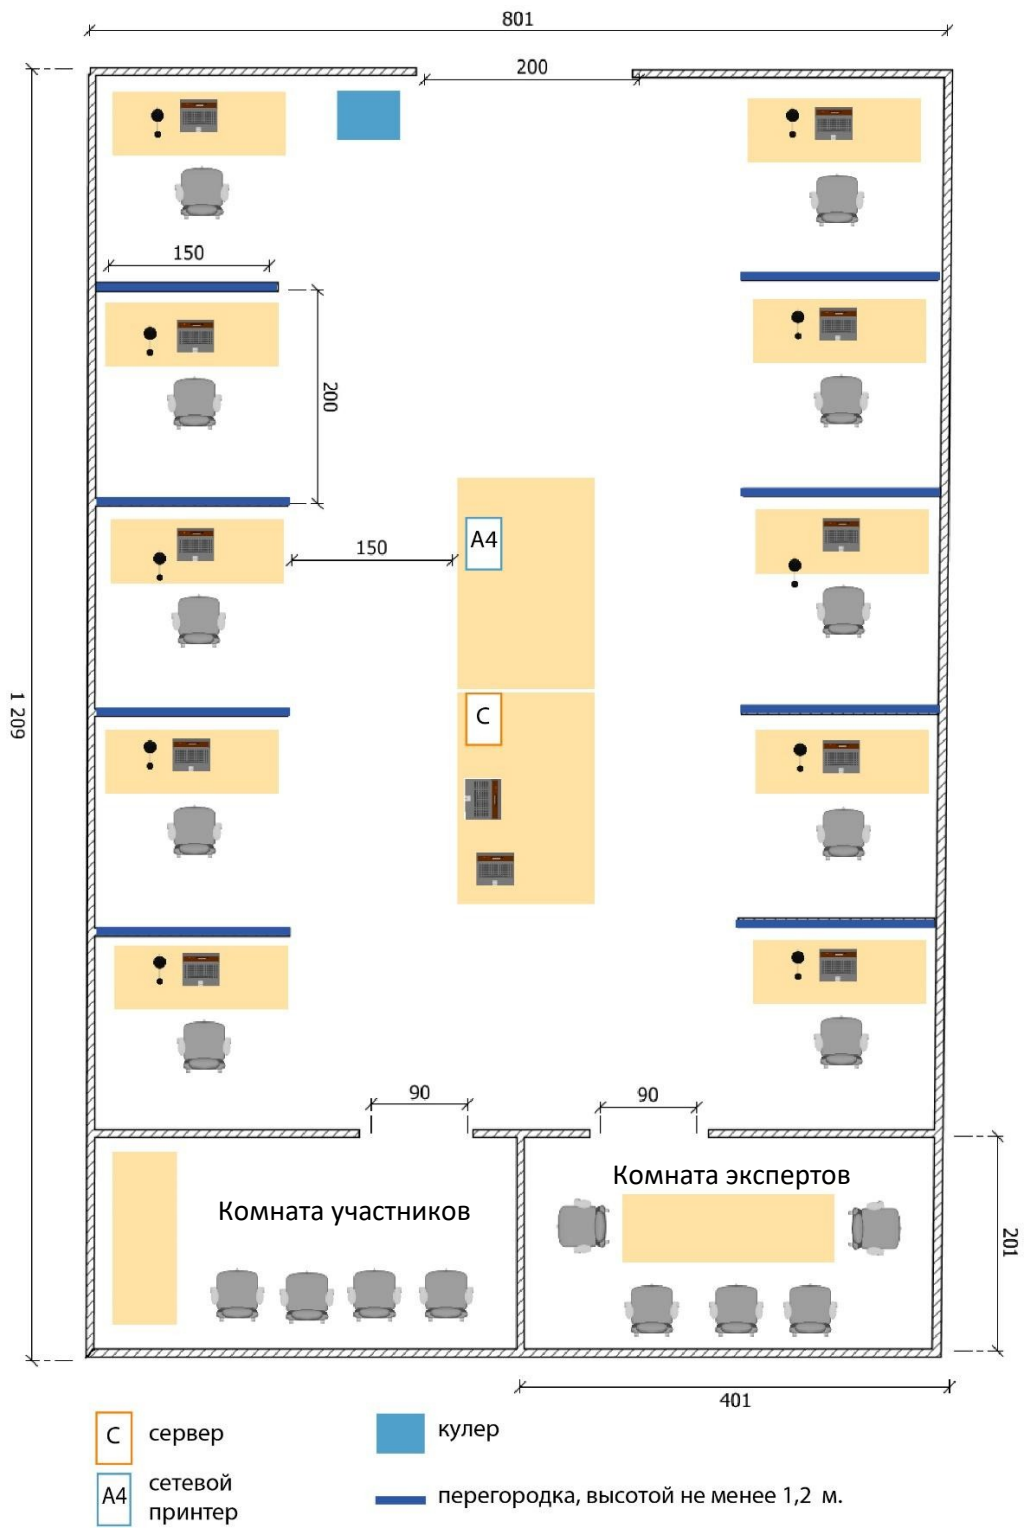 801
200
150
200
150
A4
С
1 209
90
90
Комната экспертов
Комната участников
201
401
С сервер
кулер
A4 сетевой
принтер
перегородка, высотой не менее 1,2 м.